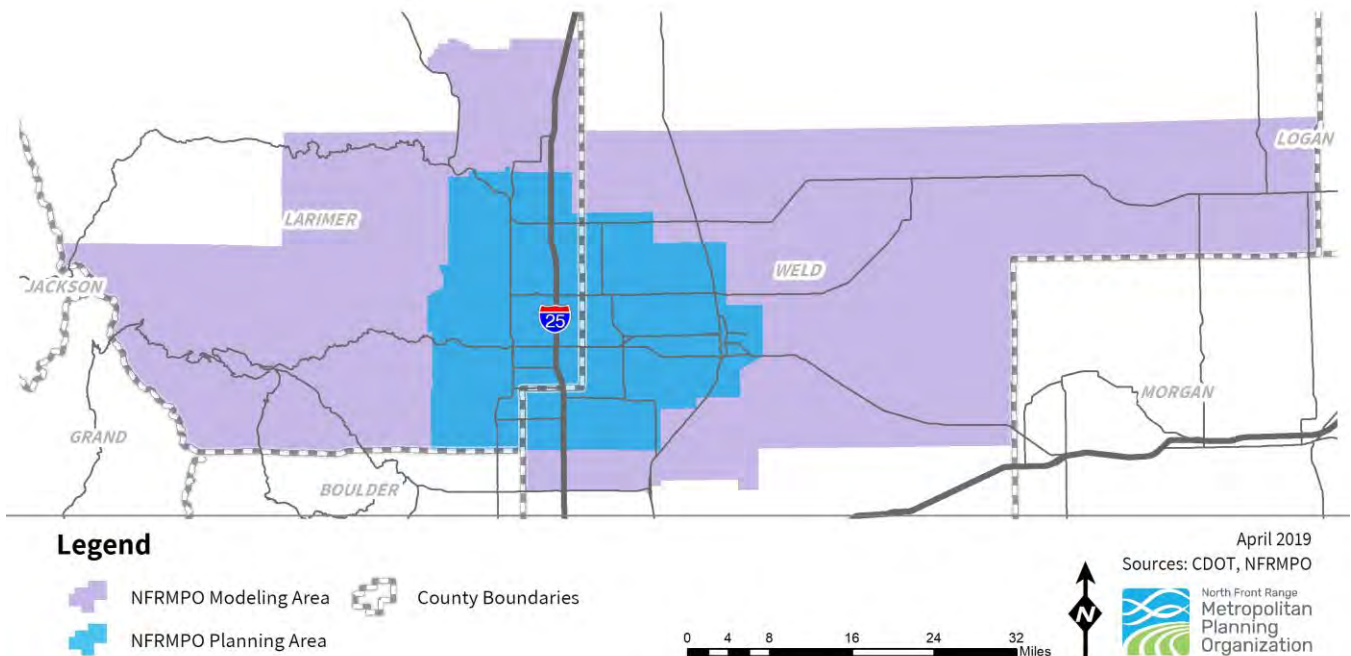 LOGAN
LARIMER
WELD
JACKSON
25
MORGAN
GRAND
BOULDER
Legend
NFRMPO Modeling Area
County Boundaries
NFRMPO Planning Area
0 2 4 8 16 24 32
Miles
N
April 2019
Sources: CDOT, NFRMPO
North Front Range
Metropolitan
Planning
Organization